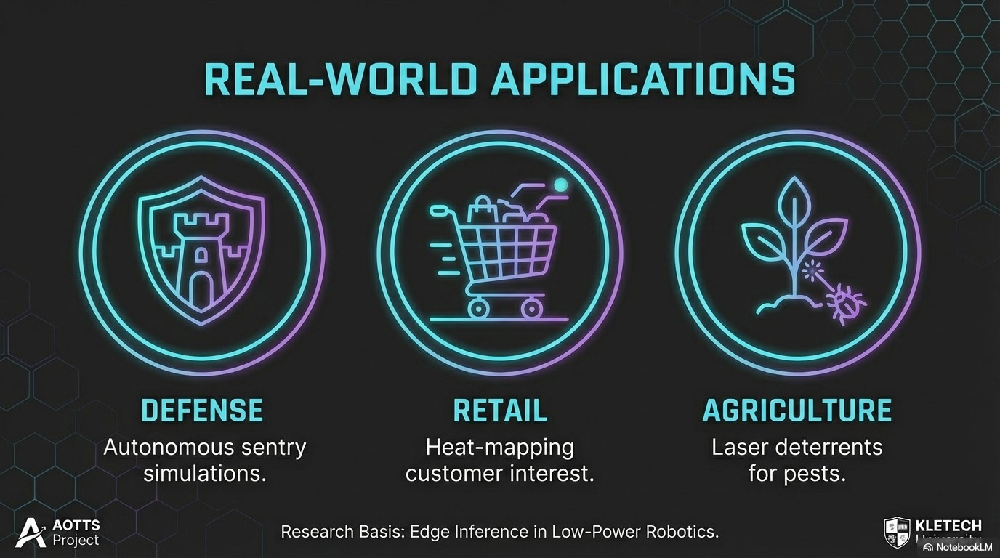 REAL-WORLD APPLICATIONS
DEFENSE
Autonomous sentry
simulations.
RETAIL
Heat-mapping
customer interest.
AGRICULTURE
Laser deterrents
for pests.
AOTTS
Project
Research Basis: Edge Inference in Low-Power Robotics.
KLETECH
NotebookLM